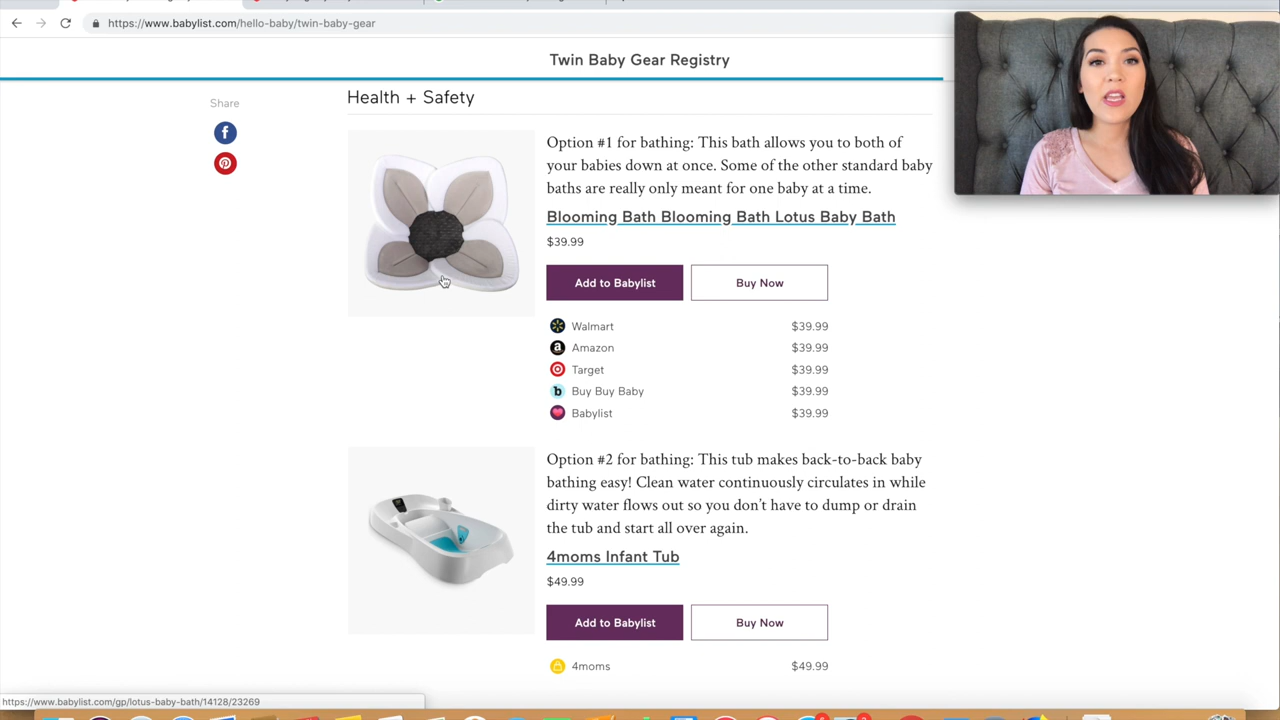 https://www.babylist.com/hello-baby/twin-baby-gear
Twin Baby Gear Registry
Share
Health + Safety
Option #1 for bathing: This bath allows you to both of
your babies down at once. Some of the other standard baby
baths are really only meant for one baby at a time.
Blooming Bath Blooming Bath Lotus Baby Bath
$39.99
Add to Babylist
Buy Now
Walmart $39.99
Amazon $39.99
Target $39.99
Buy Buy Baby $39.99
Babylist $39.99
Option #2 for bathing: This tub makes back-to-back baby
bathing easy! Clean water continuously circulates in while
dirty water flows out so you don’t have to dump or drain
the tub and start all over again.
4moms Infant Tub
$49.99
Add to Babylist
Buy Now
4moms $49.99
https://www.babylist.com/gp/lotus-baby-bath/14128/23269